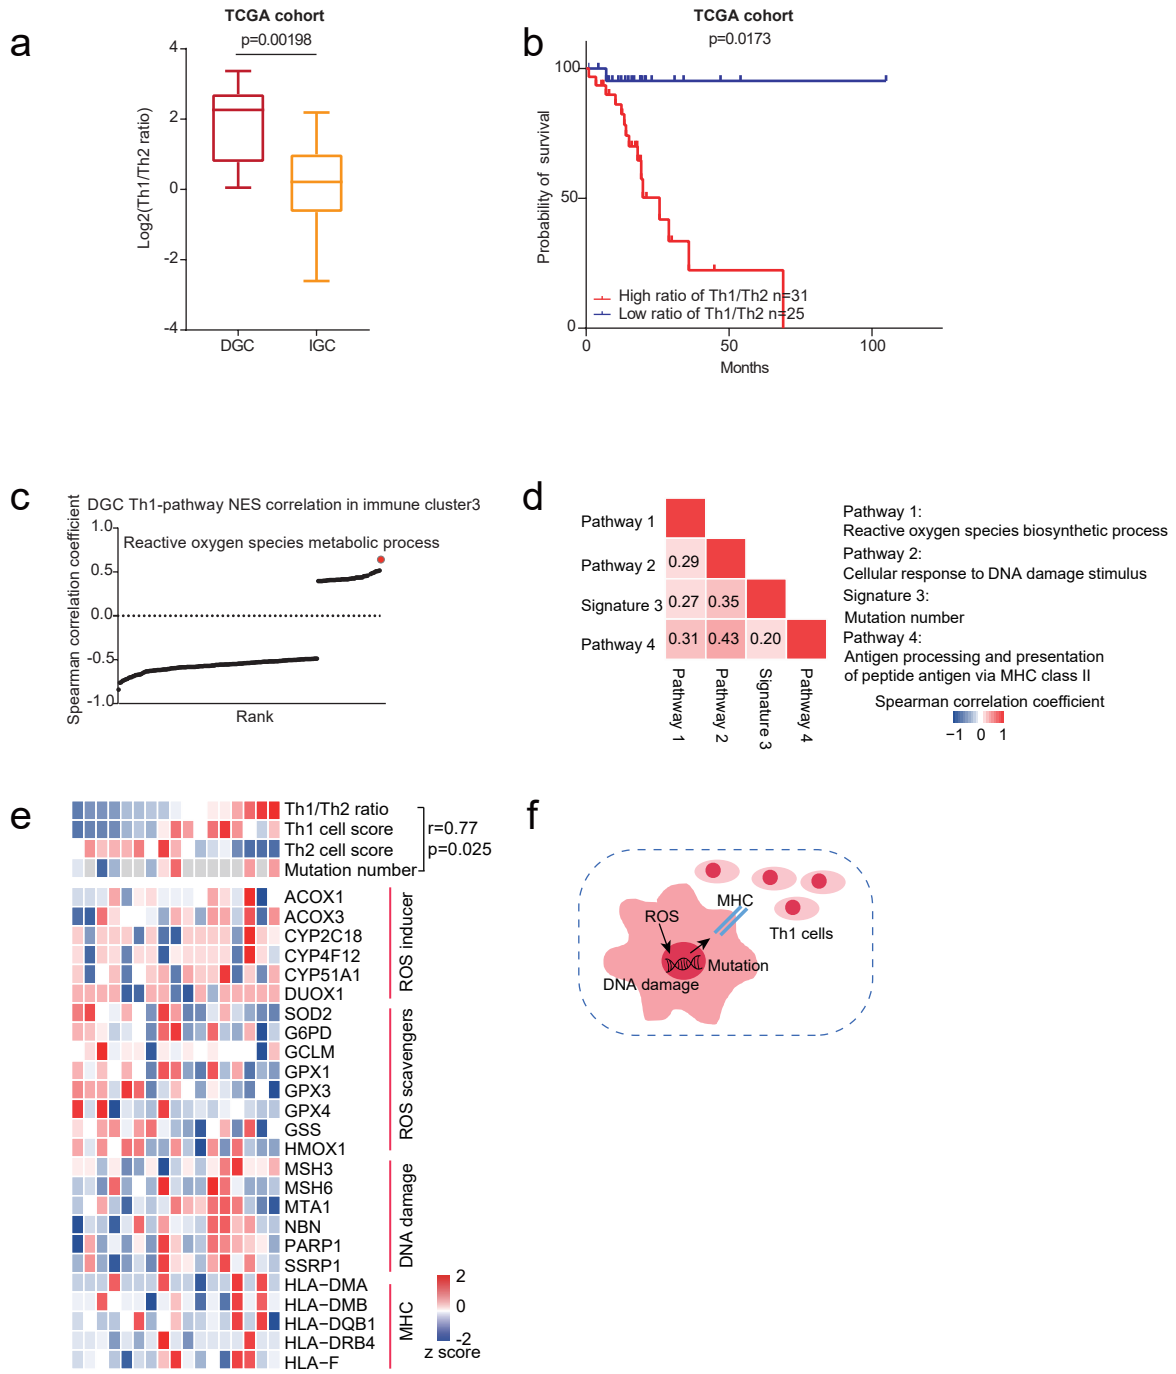 a
TCGA cohort
p=0.00198
Log2(Th1/Th2 ratio)
4
2
0
-2
-4
DGC
IGC
b
TCGA cohort
p=0.0173
Probability of survival
100
50
0
High ratio of Th1/Th2 n=31
Low ratio of Th1/Th2 n=25
0
50
100
Months
c
DGC Th1-pathway NES correlation in immune cluster3
Spearman correlation coefficient
1.0
0.5
0.0
-0.5
-1.0
Reactive oxygen species metabolic process
Rank
d
Pathway 1
Pathway 2
0.29
Signature 3
0.27 0.35
Pathway 4
0.31 0.43 0.20
Pathway 1
Pathway 2
Signature 3
Pathway 4
Pathway 1:
Reactive oxygen species biosynthetic process
Pathway 2:
Cellular response to DNA damage stimulus
Signature 3:
Mutation number
Pathway 4:
Antigen processing and presentation
of peptide antigen via MHC class II
Spearman correlation coefficient
−1 0 1
e
Th1/Th2 ratio
Th1 cell score
Th2 cell score
Mutation number
r=0.77
p=0.025
ACOX1
ACOX3
CYP2C18
CYP4F12
CYP51A1
DUOX1
ROS inducer
SOD2
G6PD
GCLM
GPX1
GPX3
GPX4
GSS
HMOX1
ROS scavengers
MSH3
MSH6
MTA1
NBN
PARP1
SSRP1
DNA damage
HLA−DMA
HLA−DMB
HLA−DQB1
HLA−DRB4
HLA−F
MHC
2
0
-2
z score
f
ROS
MHC
Th1 cells
Mutation
DNA damage